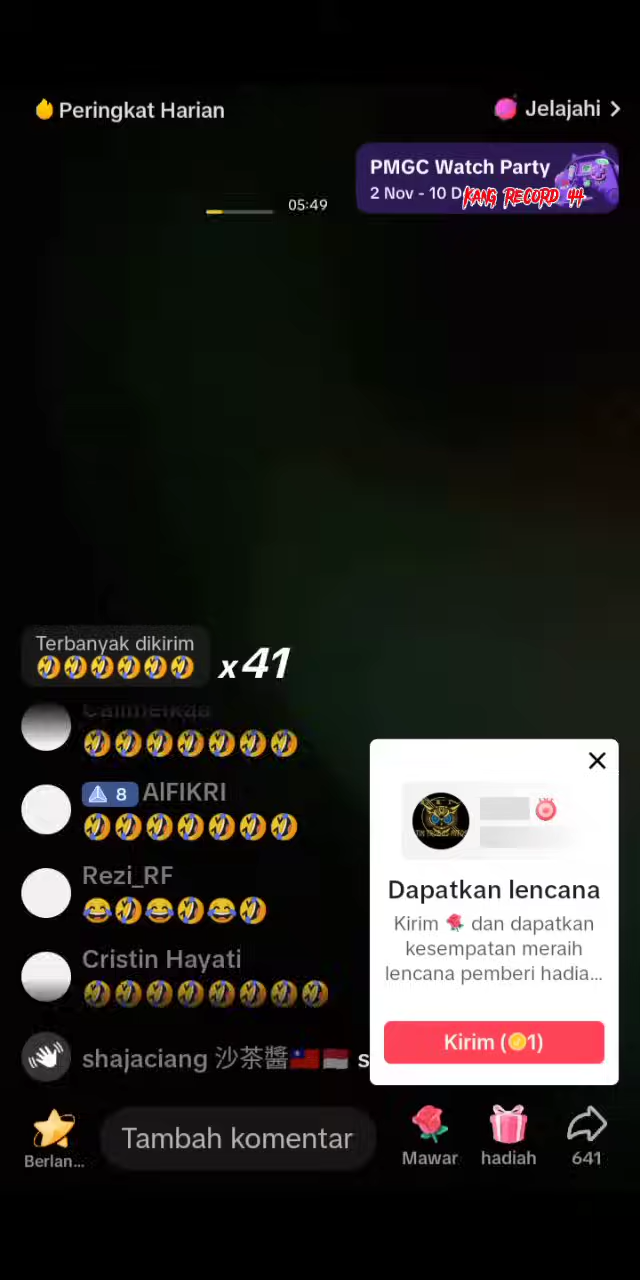 Peringkat Harian
Jelajahi
PMGC Watch Party
2 Nov - 10 D
KANG RECORD 44
05:49
Terbanyak dikirim
x41
8 AlFIKRI
Rezi_RF
Cristin Hayati
shajaciang 沙茶醬🇹🇼🇮🇩 s
Dapatkan lencana
Kirim 🌹 dan dapatkan
kesempatan meraih
lencana pemberi hadia...
Kirim (1)
Tambah komentar
Berlan...
Mawar
hadiah
641